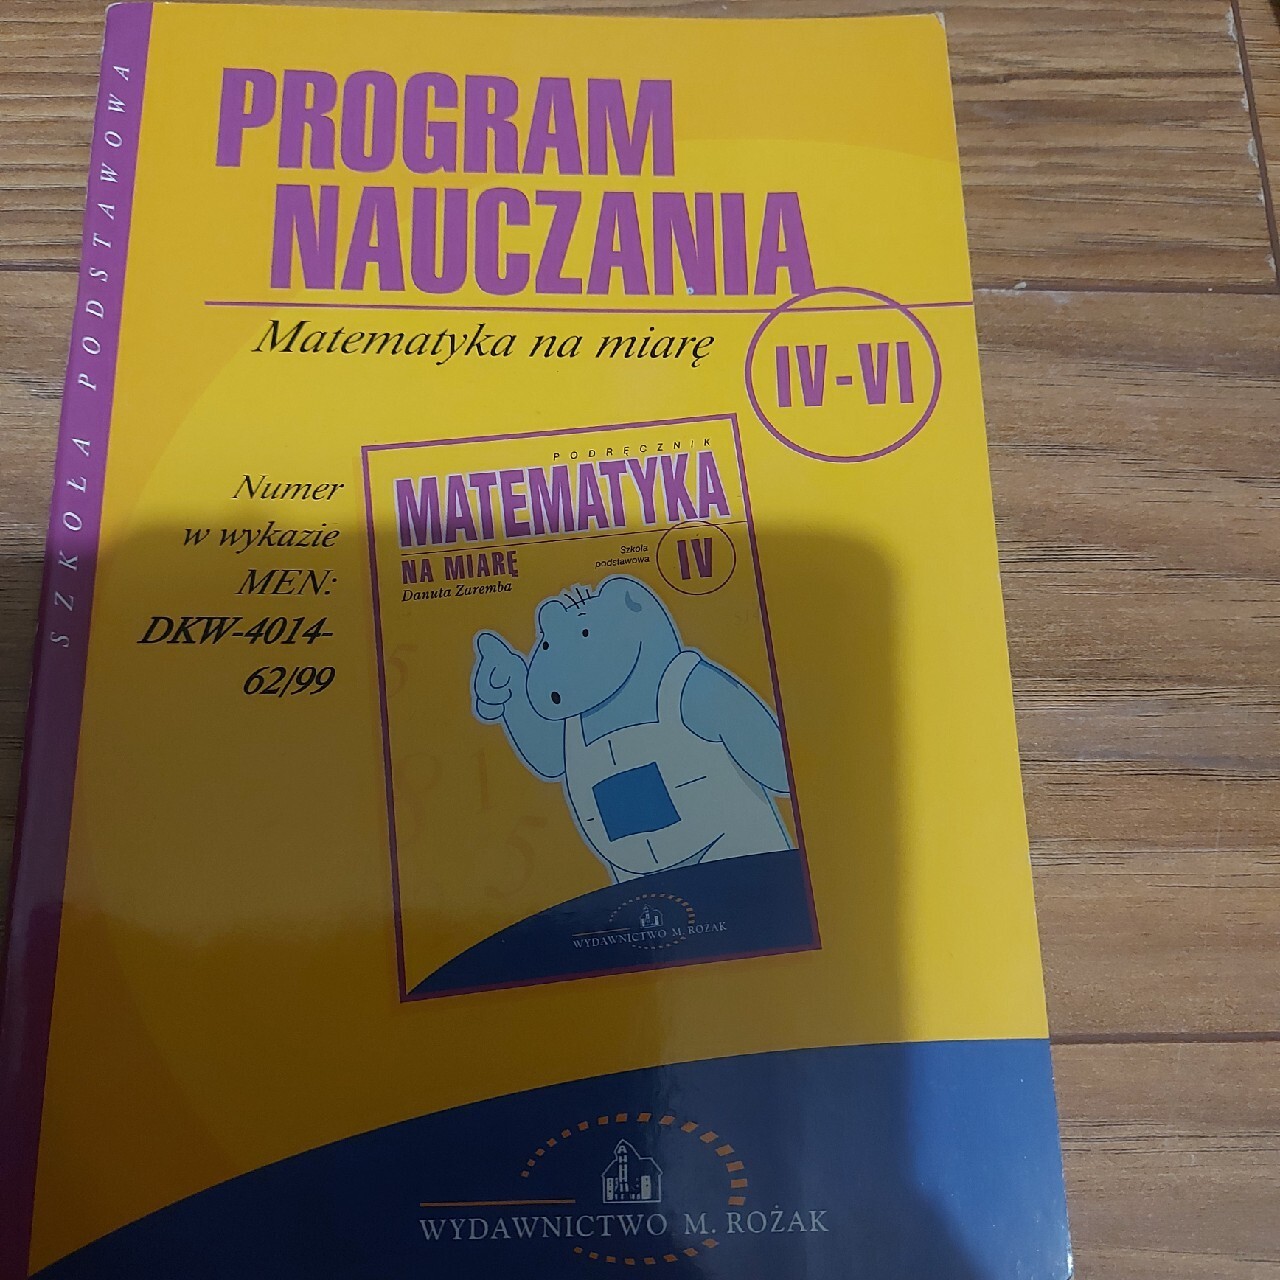 SZKOŁA PODSTAWOWA
PROGRAM
NAUCZANIA
Matematyka na miarę
IV-VI
Numer
w wykazie
MEN:
DKW-4014-
62/99
PODRĘCZNIK
MATEMATYKA
NA MIARĘ
Szkoła
podstawowa
IV
Danuta Zaremba
WYDAWNICTWO M. ROŻAK
WYDAWNICTWO M. ROŻAK